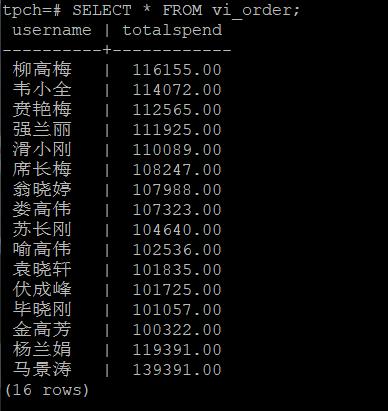 tpch=# SELECT * FROM vi_order;
 username | totalspend
----------+------------
 柳高梅   |  116155.00
 韦小全   |  114072.00
 贲艳梅   |  112565.00
 强兰丽   |  111925.00
 滑小刚   |  110089.00
 席长梅   |  108247.00
 翁晓婷   |  107988.00
 娄高伟   |  107323.00
 苏长刚   |  104640.00
 喻高伟   |  102536.00
 袁晓轩   |  101835.00
 伏成峰   |  101725.00
 毕晓刚   |  101057.00
 金高芳   |  100322.00
 杨兰娟   |  119391.00
 马景涛   |  139391.00
(16 rows)